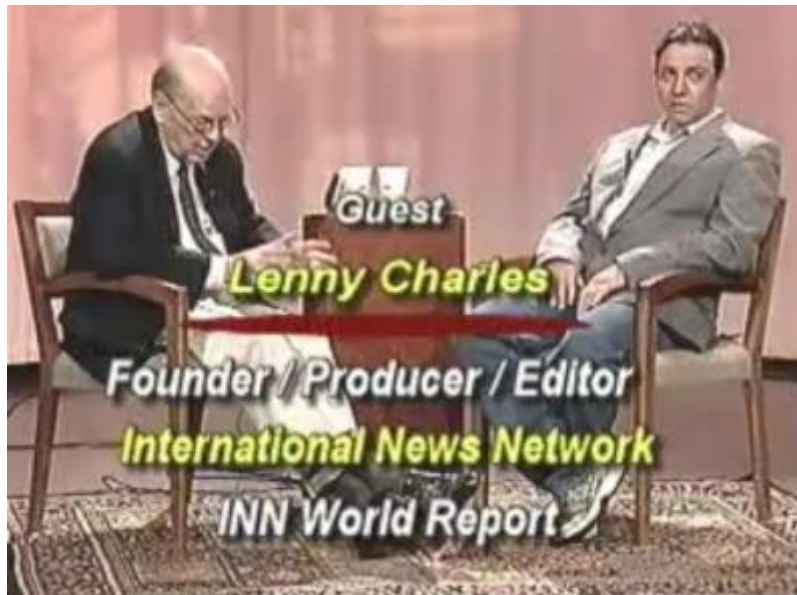 Guest
Lenny Charles
Founder / Producer / Editor
International News Network
INN World Report